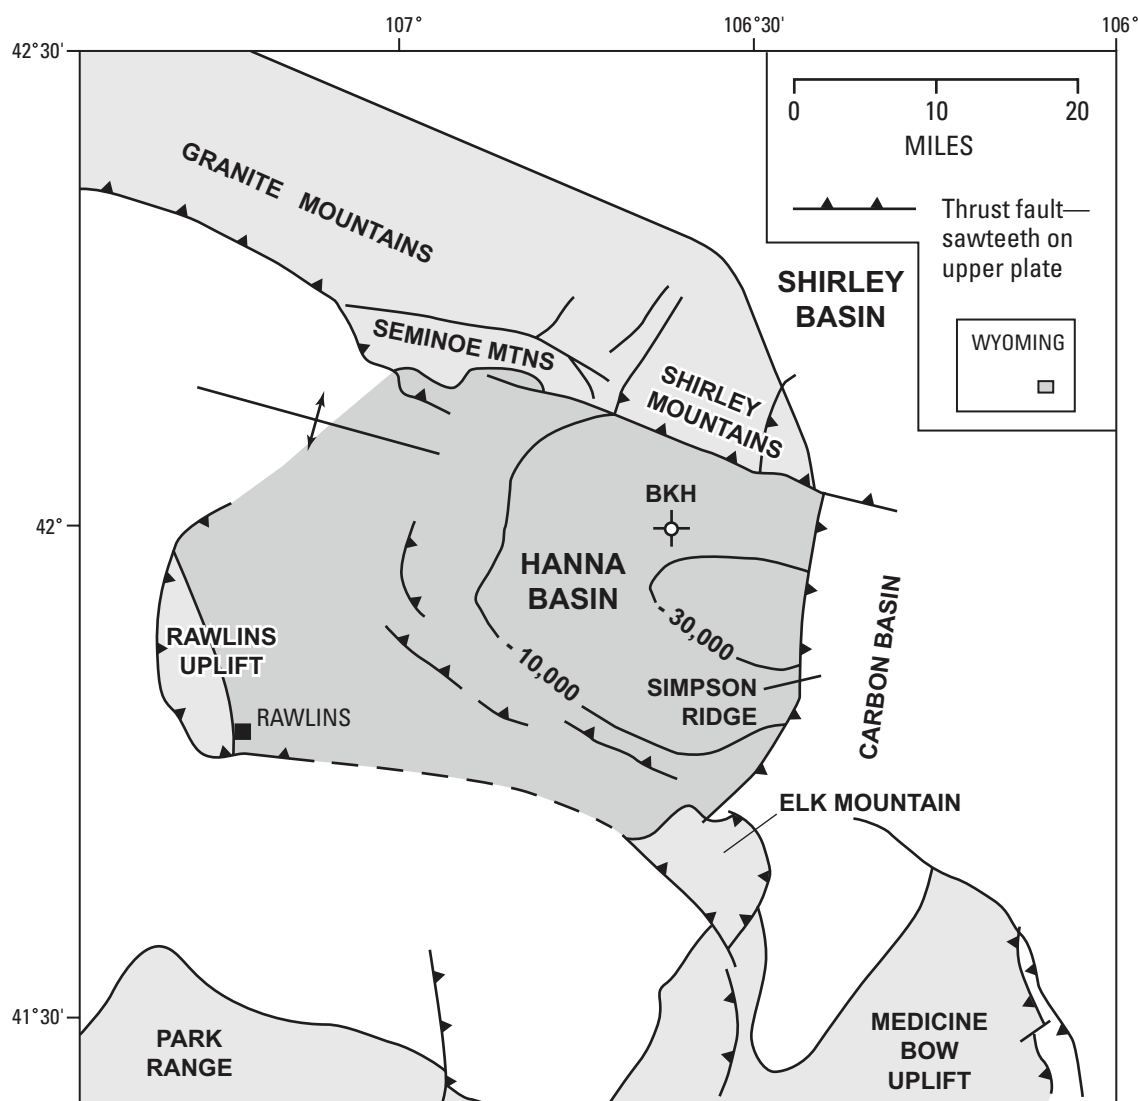 107°
106°30'
106°
42°30'
0
10
20
MILES
Thrust fault—
sawteeth on
upper plate
GRANITE MOUNTAINS
SHIRLEY
BASIN
WYOMING
SEMINOE MTNS
SHIRLEY
MOUNTAINS
BKH
42°
HANNA
BASIN
- 30,000
- 10,000
RAWLINS
UPLIFT
RAWLINS
SIMPSON
RIDGE
CARBON BASIN
ELK MOUNTAIN
41°30'
PARK
RANGE
MEDICINE
BOW
UPLIFT